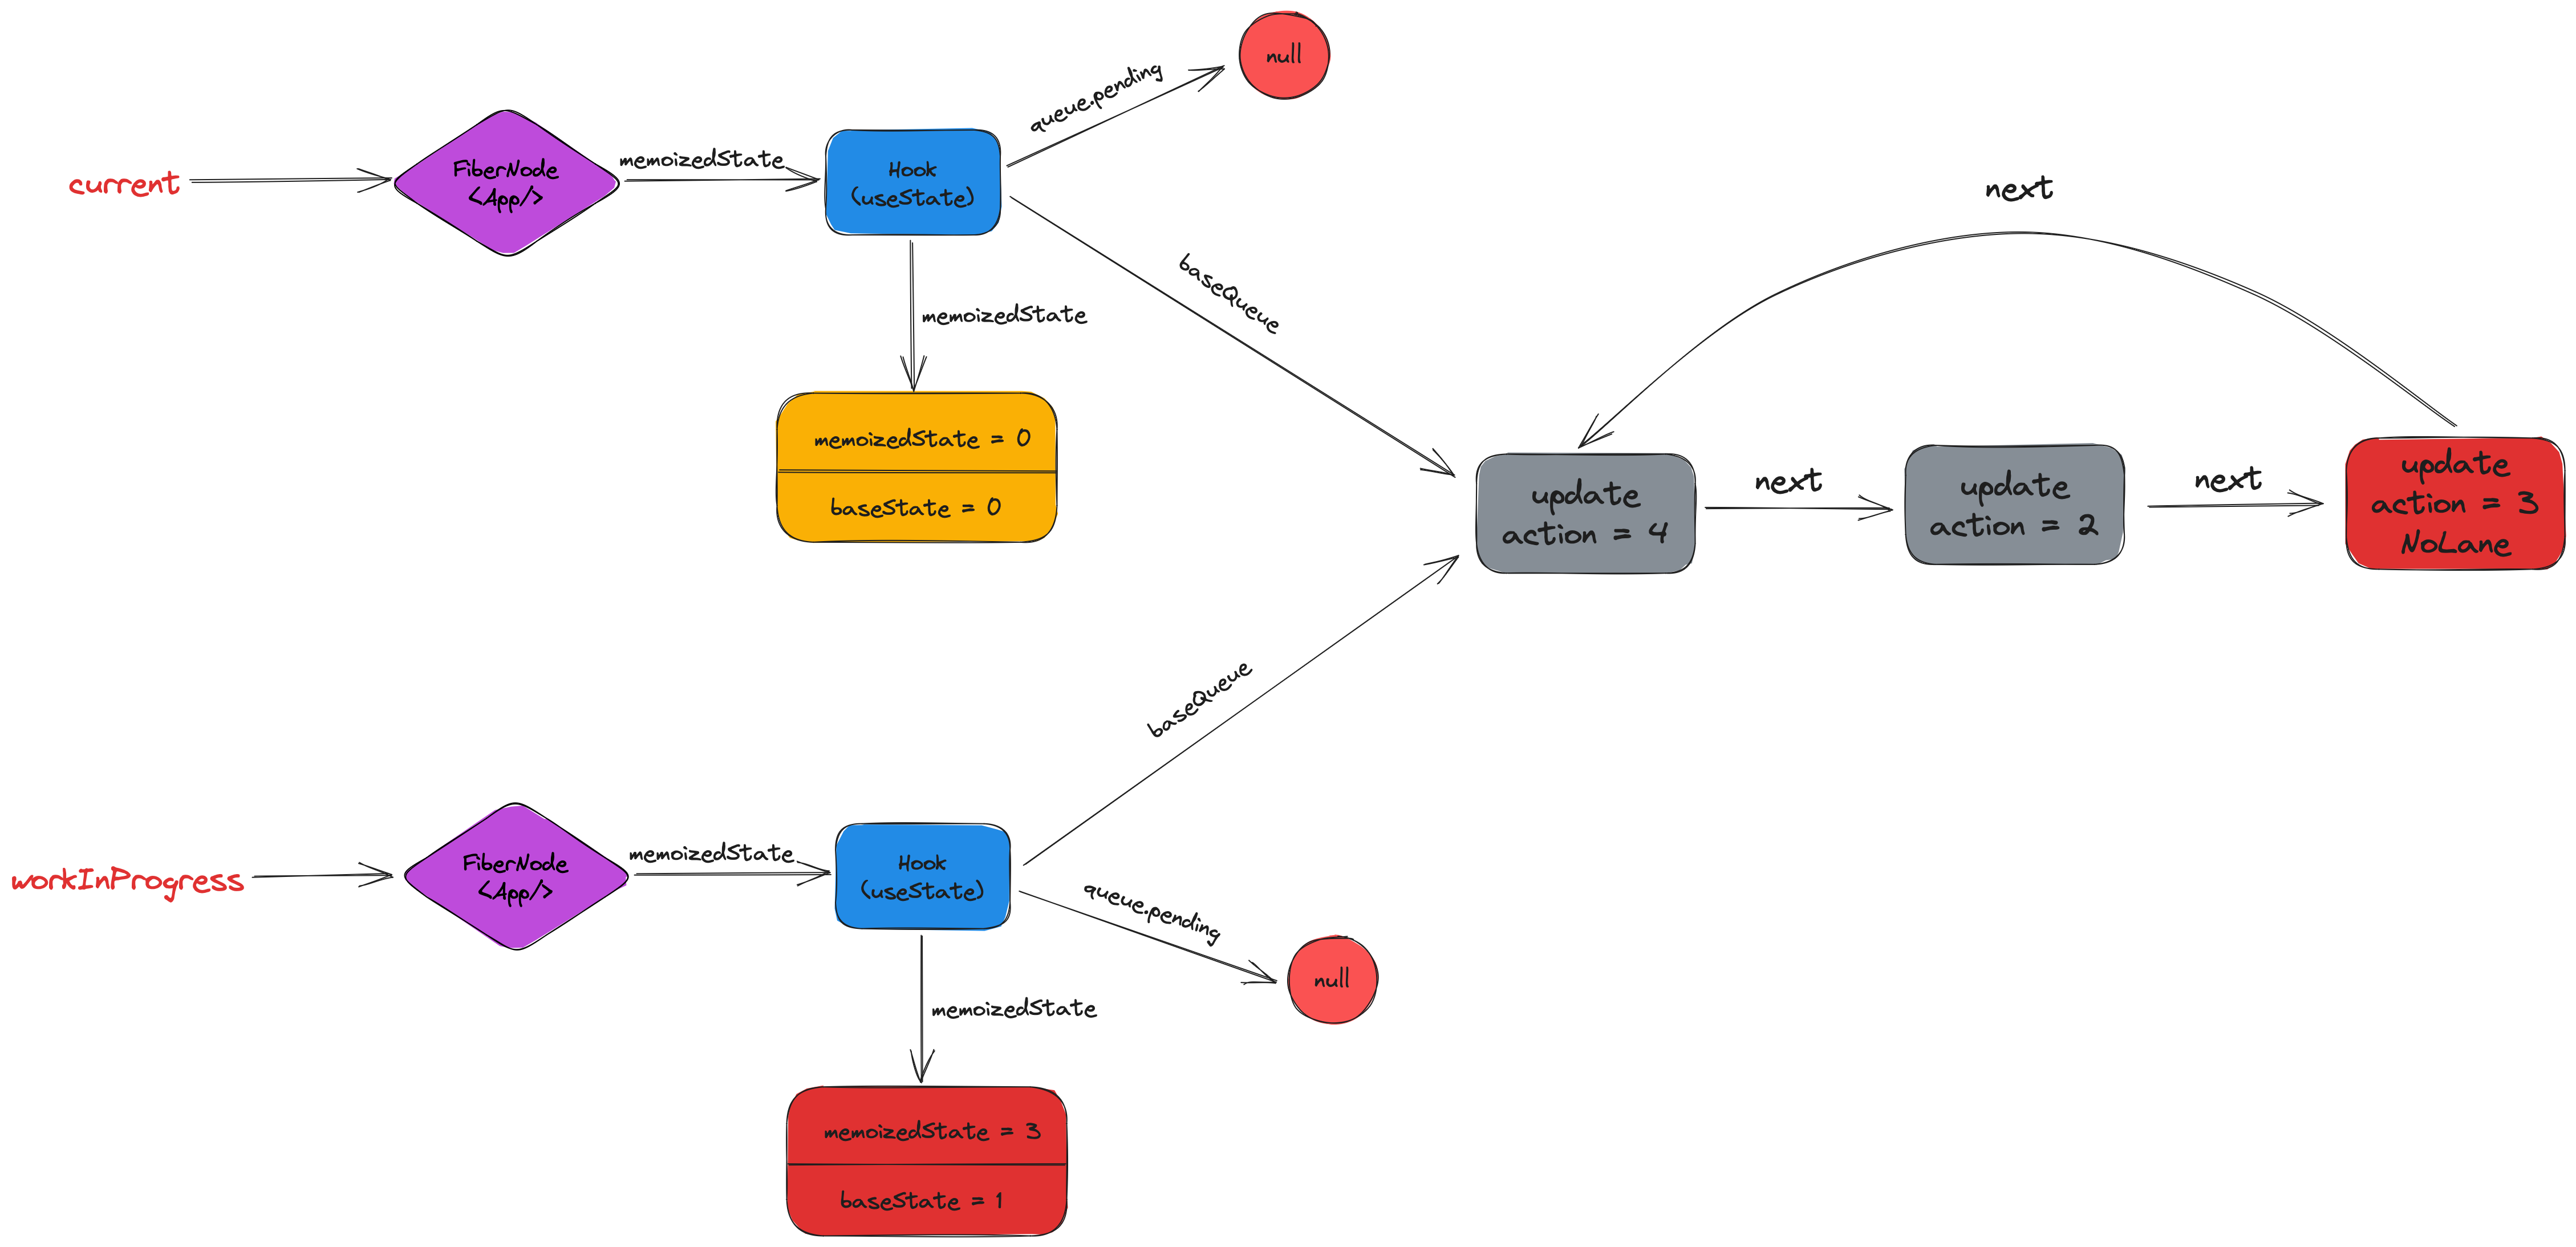 null
queue.pending
current
FiberNode
<App/>
memoizedState
Hook
(useState)
next
baseQueue
memoizedState
memoizedState = 0
baseState = 0
update
action = 4
next
update
action = 2
next
update
action = 3
NoLane
baseQueue
workInProgress
FiberNode
<App/>
memoizedState
Hook
(useState)
queue.pending
null
memoizedState
memoizedState = 3
baseState = 1